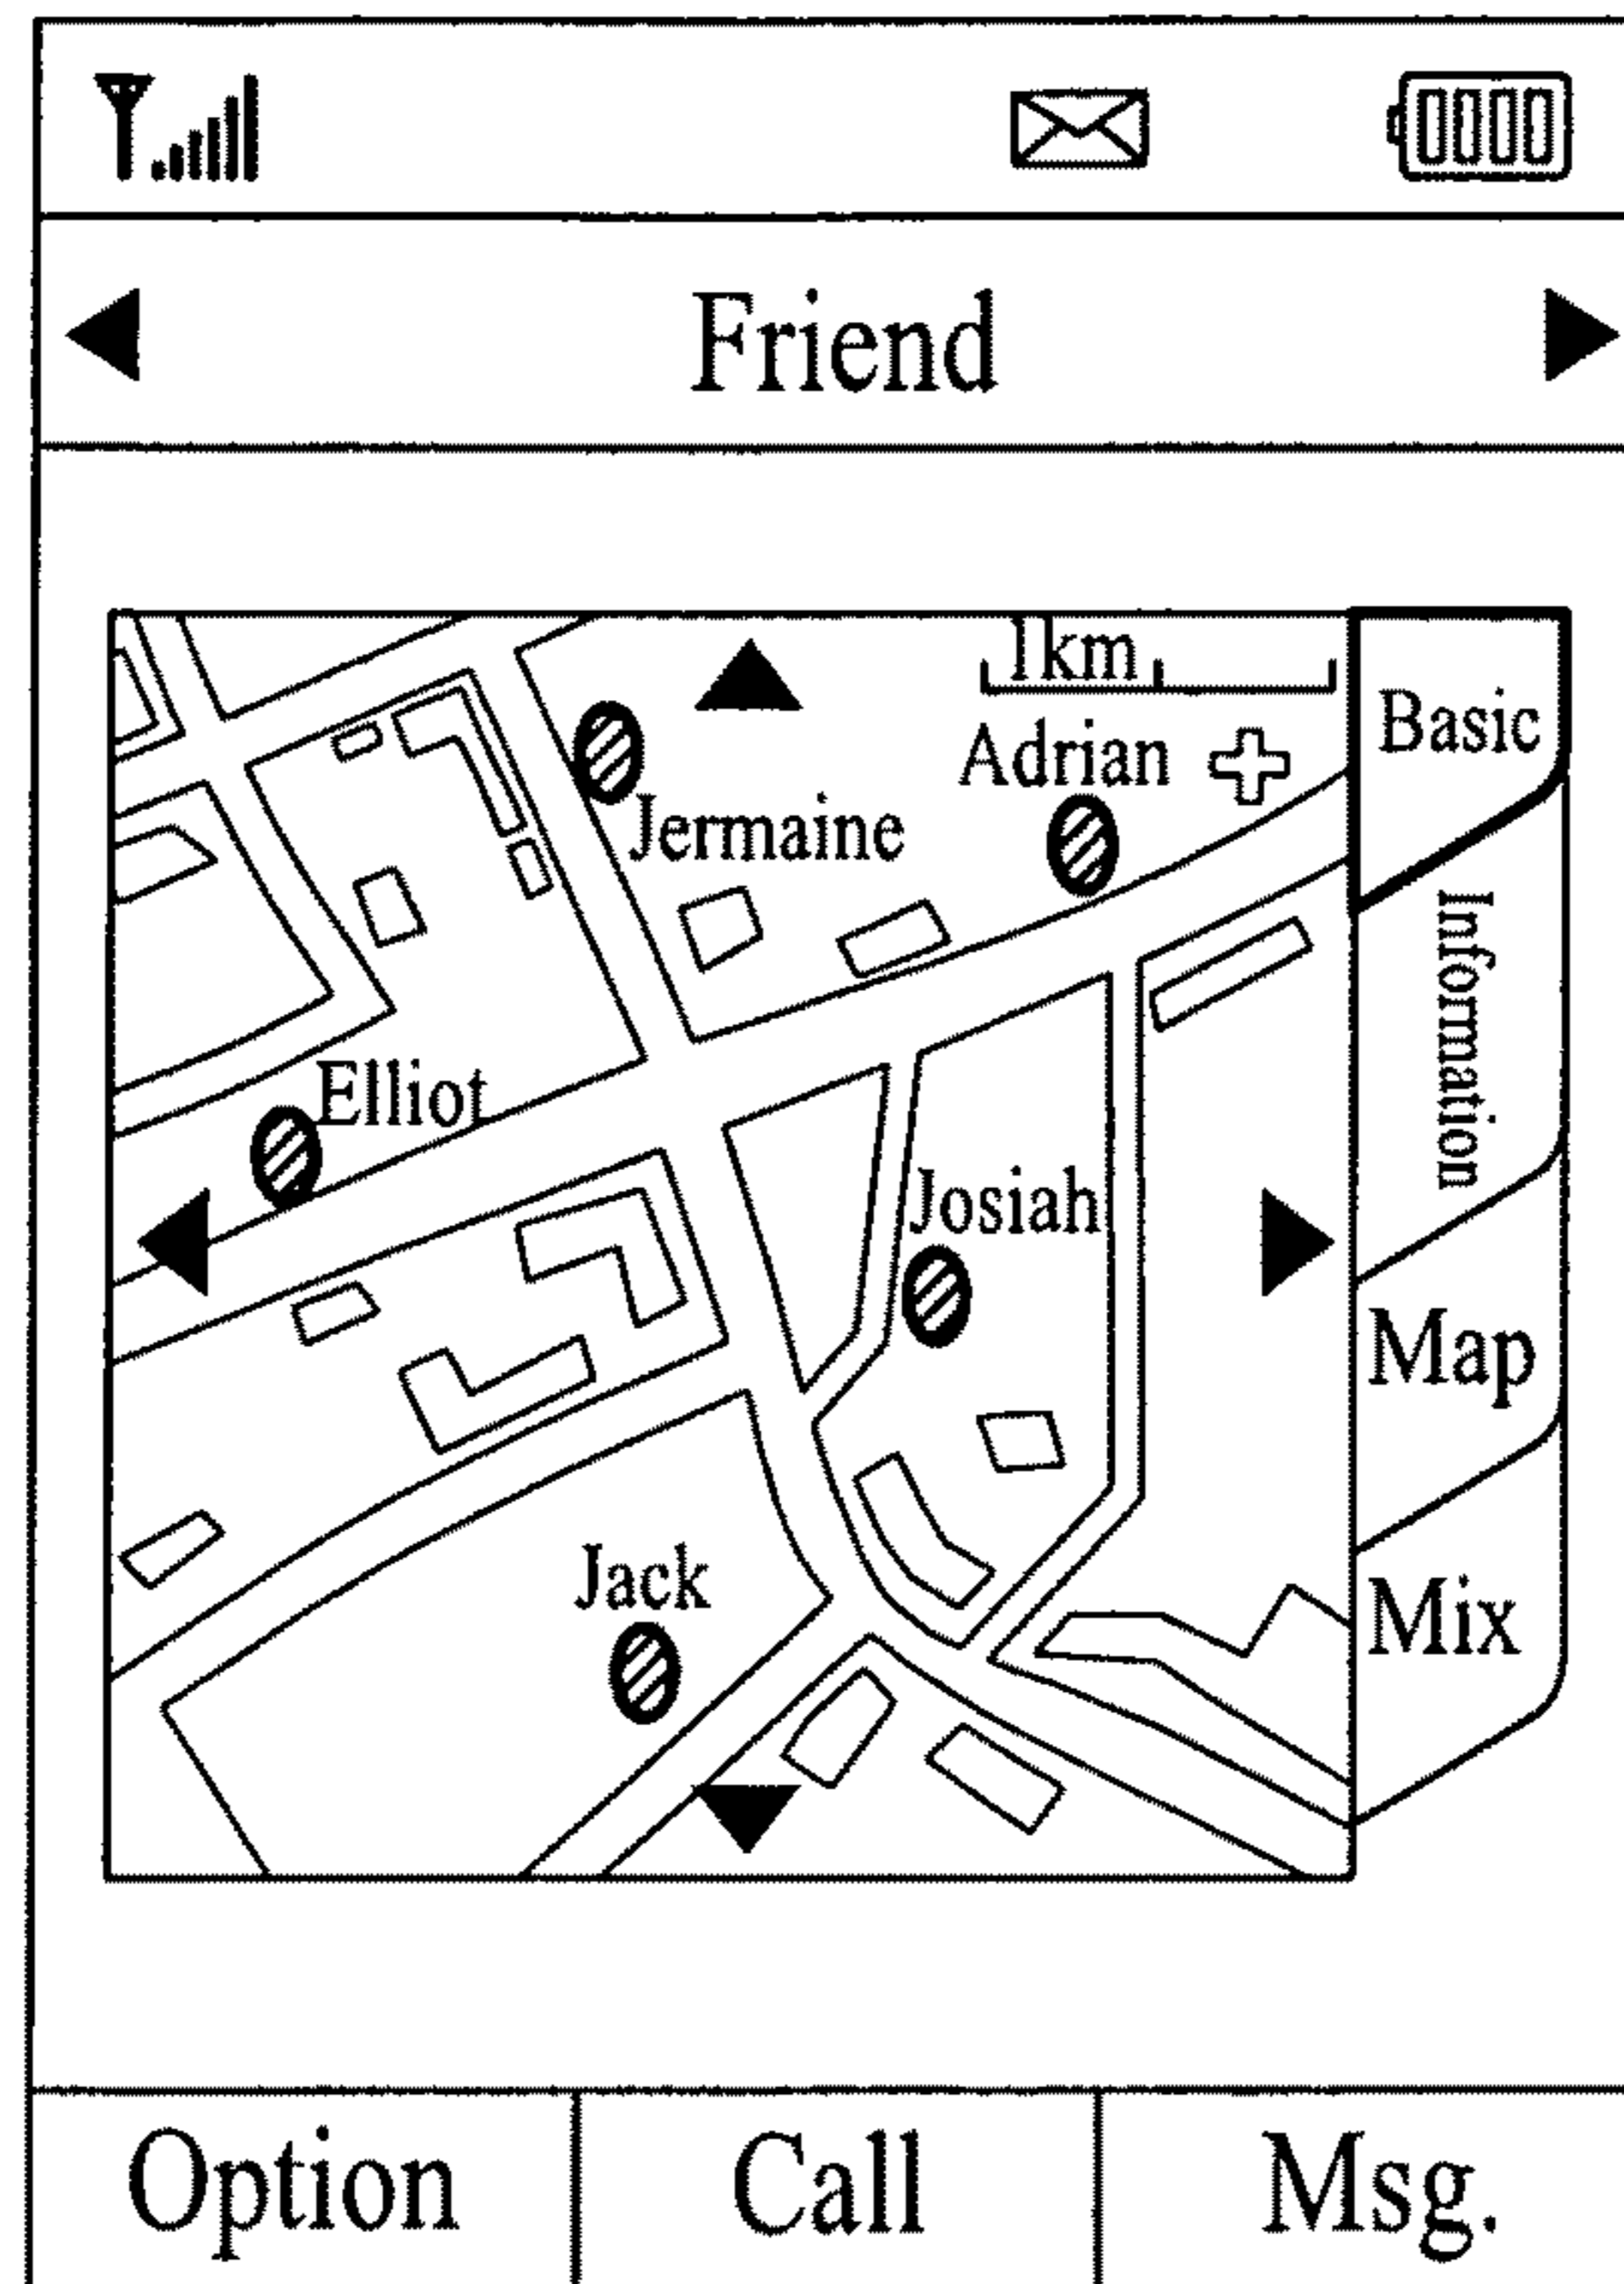 Friend
1km
Basic
Adrian
Jermaine
Information
Elliot
Josiah
Map
Jack
Mix
Option
Call
Msg.